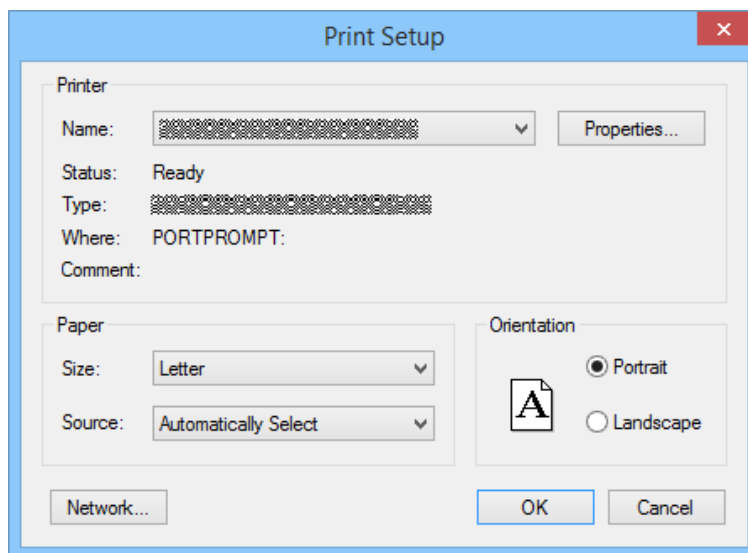 Print Setup
Printer
Name: Properties...
Status: Ready
Type:
Where: PORTPROMPT:
Comment:
Paper
Size: Letter
Source: Automatically Select
Orientation
A
Portrait
Landscape
Network... OK Cancel